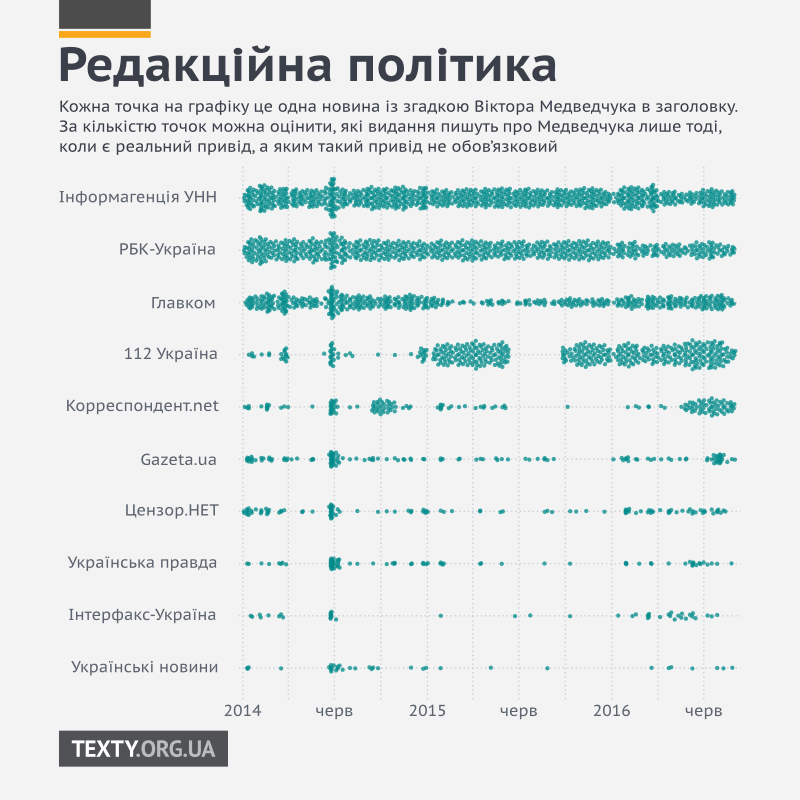 Редакційна політика
Кожна точка на графіку це одна новина із згадкою Віктора Медведчука в заголовку.
За кількістю точок можна оцінити, які видання пишуть про Медведчука лише тоді,
коли є реальний привід, а яким такий привід не обов'язковий
Інформагенція УНН
РБК-Україна
Главком
112 Україна
Корреспондент.net
Gazeta.ua
Цензор.НЕТ
Українська правда
Інтерфакс-Україна
Українські новини
2014 черв 2015 черв 2016 черв
TEXTY.ORG.UA